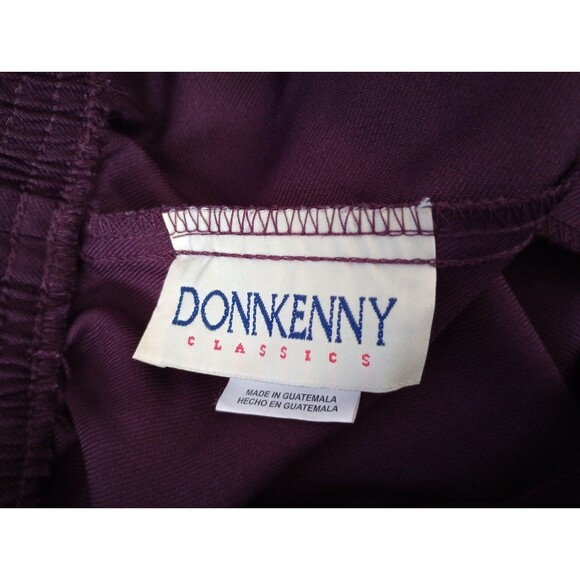 DONNKENNY
CLASSICS
MADE IN GUATEMALA
HECHO EN GUATEMALA